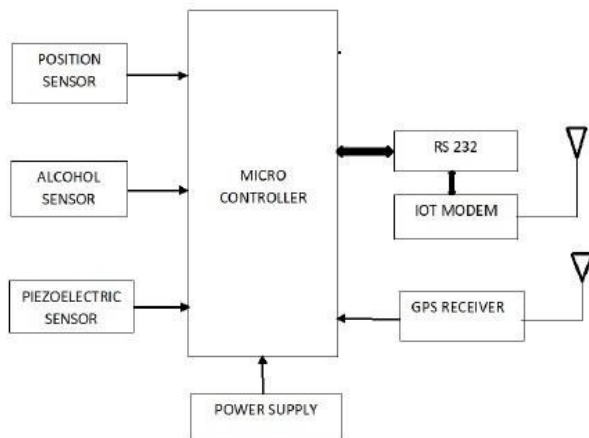 POSITION
SENSOR
ALCOHOL
SENSOR
PIEZOELECTRIC
SENSOR
MICRO
CONTROLLER
RS 232
IOT MODEM
GPS RECEIVER
POWER SUPPLY